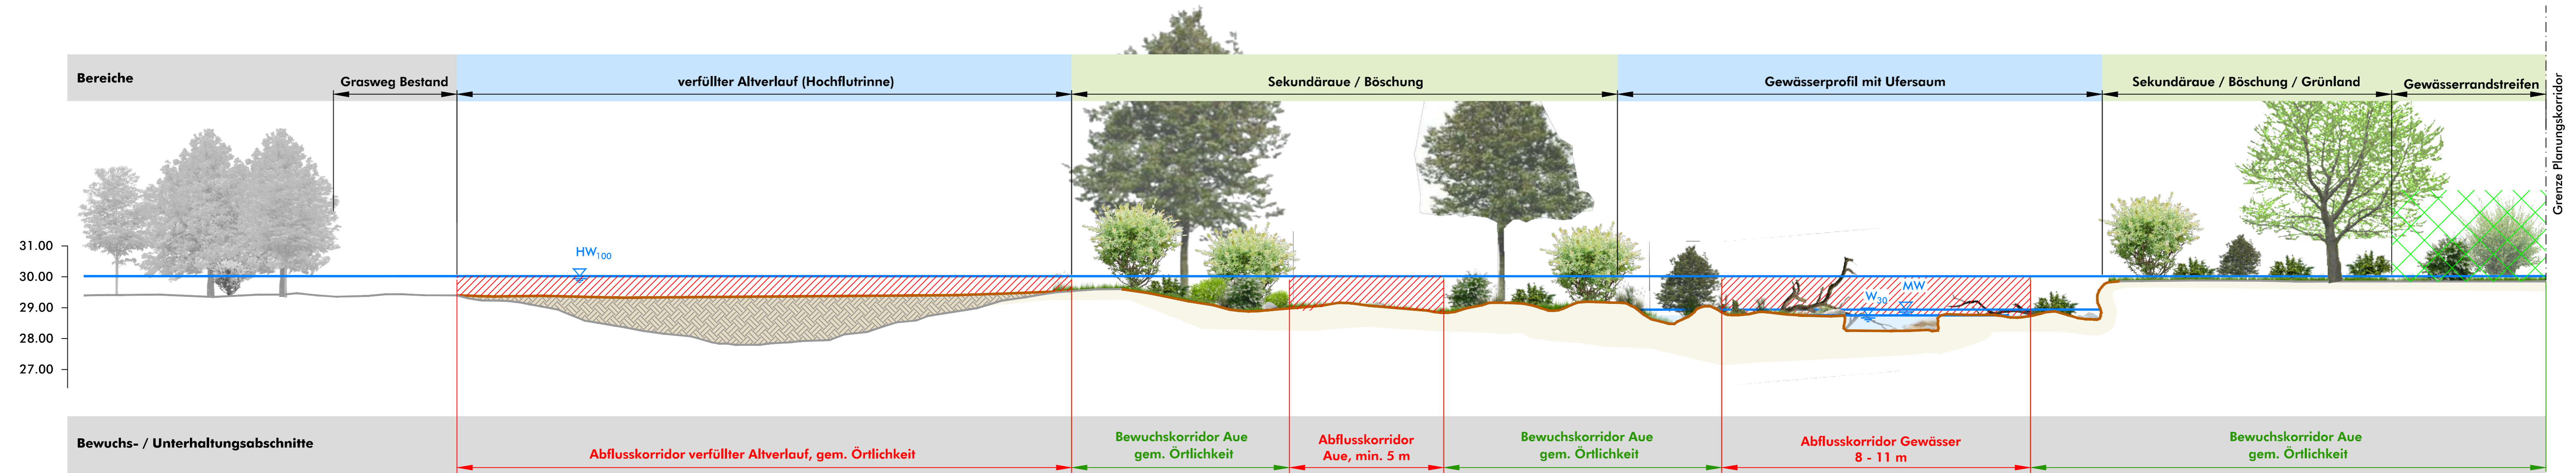 Bereiche
Grasweg Bestand
verfüllter Altverlauf (Hochflutrinne)
Sekundäraue / Böschung
Gewässerprofil mit Ufersaum
Sekundäraue / Böschung / Grünland
Gewässerrandstreifen
Grenze Planungskorridor
31.00
30.00
29.00
28.00
27.00
HW100
W30
MW
Bewuchs- / Unterhaltungsabschnitte
Abflusskorridor verfüllter Altverlauf, gem. Örtlichkeit
Bewuchskorridor Aue
gem. Örtlichkeit
Abflusskorridor
Aue, min. 5 m
Bewuchskorridor Aue
gem. Örtlichkeit
Abflusskorridor Gewässer
8 - 11 m
Bewuchskorridor Aue
gem. Örtlichkeit